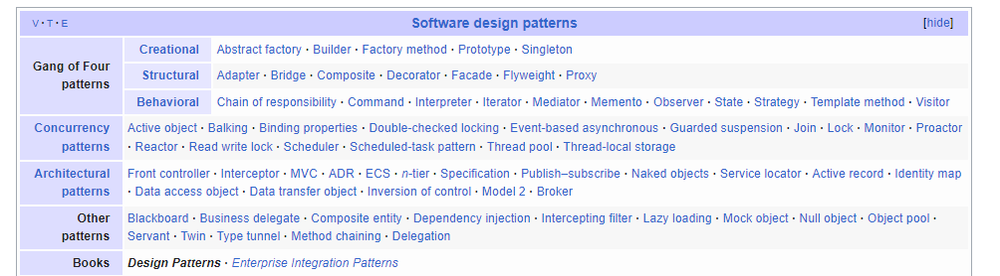 V · T · E Software design patterns [hide]
Gang of Four patterns
Creational Abstract factory · Builder · Factory method · Prototype · Singleton
Structural Adapter · Bridge · Composite · Decorator · Facade · Flyweight · Proxy
Behavioral Chain of responsibility · Command · Interpreter · Iterator · Mediator · Memento · Observer · State · Strategy · Template method · Visitor
Concurrency patterns
Active object · Balking · Binding properties · Double-checked locking · Event-based asynchronous · Guarded suspension · Join · Lock · Monitor · Proactor
· Reactor · Read write lock · Scheduler · Scheduled-task pattern · Thread pool · Thread-local storage
Architectural patterns
Front controller · Interceptor · MVC · ADR · ECS · n-tier · Specification · Publish–subscribe · Naked objects · Service locator · Active record · Identity map
· Data access object · Data transfer object · Inversion of control · Model 2 · Broker
Other patterns
Blackboard · Business delegate · Composite entity · Dependency injection · Intercepting filter · Lazy loading · Mock object · Null object · Object pool ·
Servant · Twin · Type tunnel · Method chaining · Delegation
Books Design Patterns · Enterprise Integration Patterns